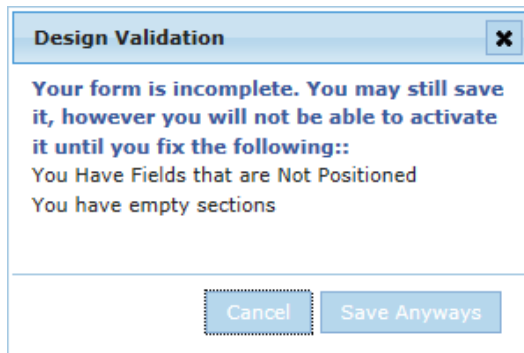 Design Validation
Your form is incomplete. You may still save
it, however you will not be able to activate
it until you fix the following::
You Have Fields that are Not Positioned
You have empty sections
Cancel
Save Anyways